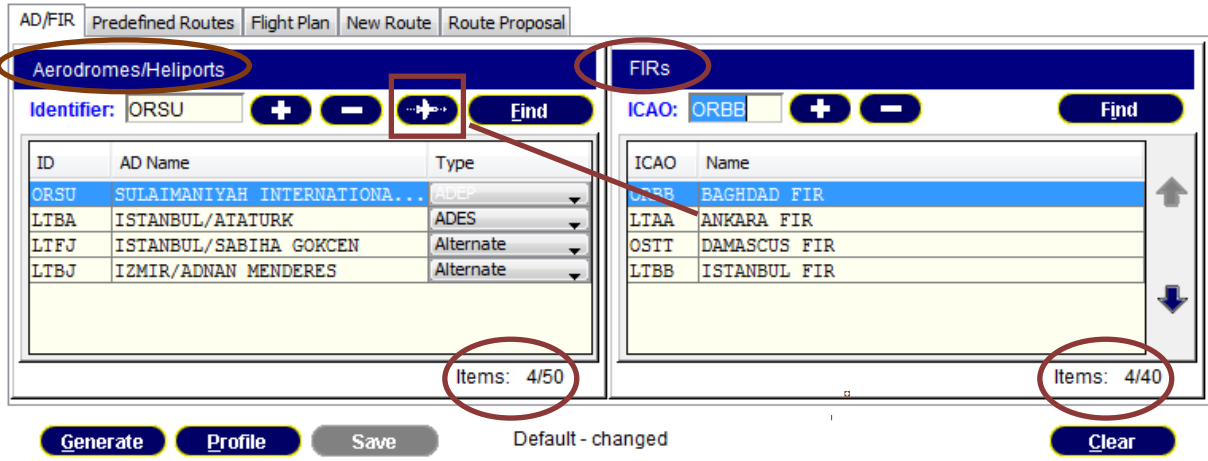 AD/FIR Predefined Routes Flight Plan New Route Route Proposal
Aerodromes/Heliports
Identifier: ORSU + − Find
ID AD Name Type
ORSU SULAIMANIYAH INTERNATIONA... ADEP
LTBA ISTANBUL/ATATURK ADES
LTFJ ISTANBUL/SABIHA GOKCEN Alternate
LTBJ IZMIR/ADNAN MENDERES Alternate
Items: 4/50
FIRs
ICAO: ORBB + − Find
ICAO Name
ORBB BAGHDAD FIR
LTAA ANKARA FIR
OSTT DAMASCUS FIR
LTBB ISTANBUL FIR
Items: 4/40
Generate Profile Save Default - changed Clear